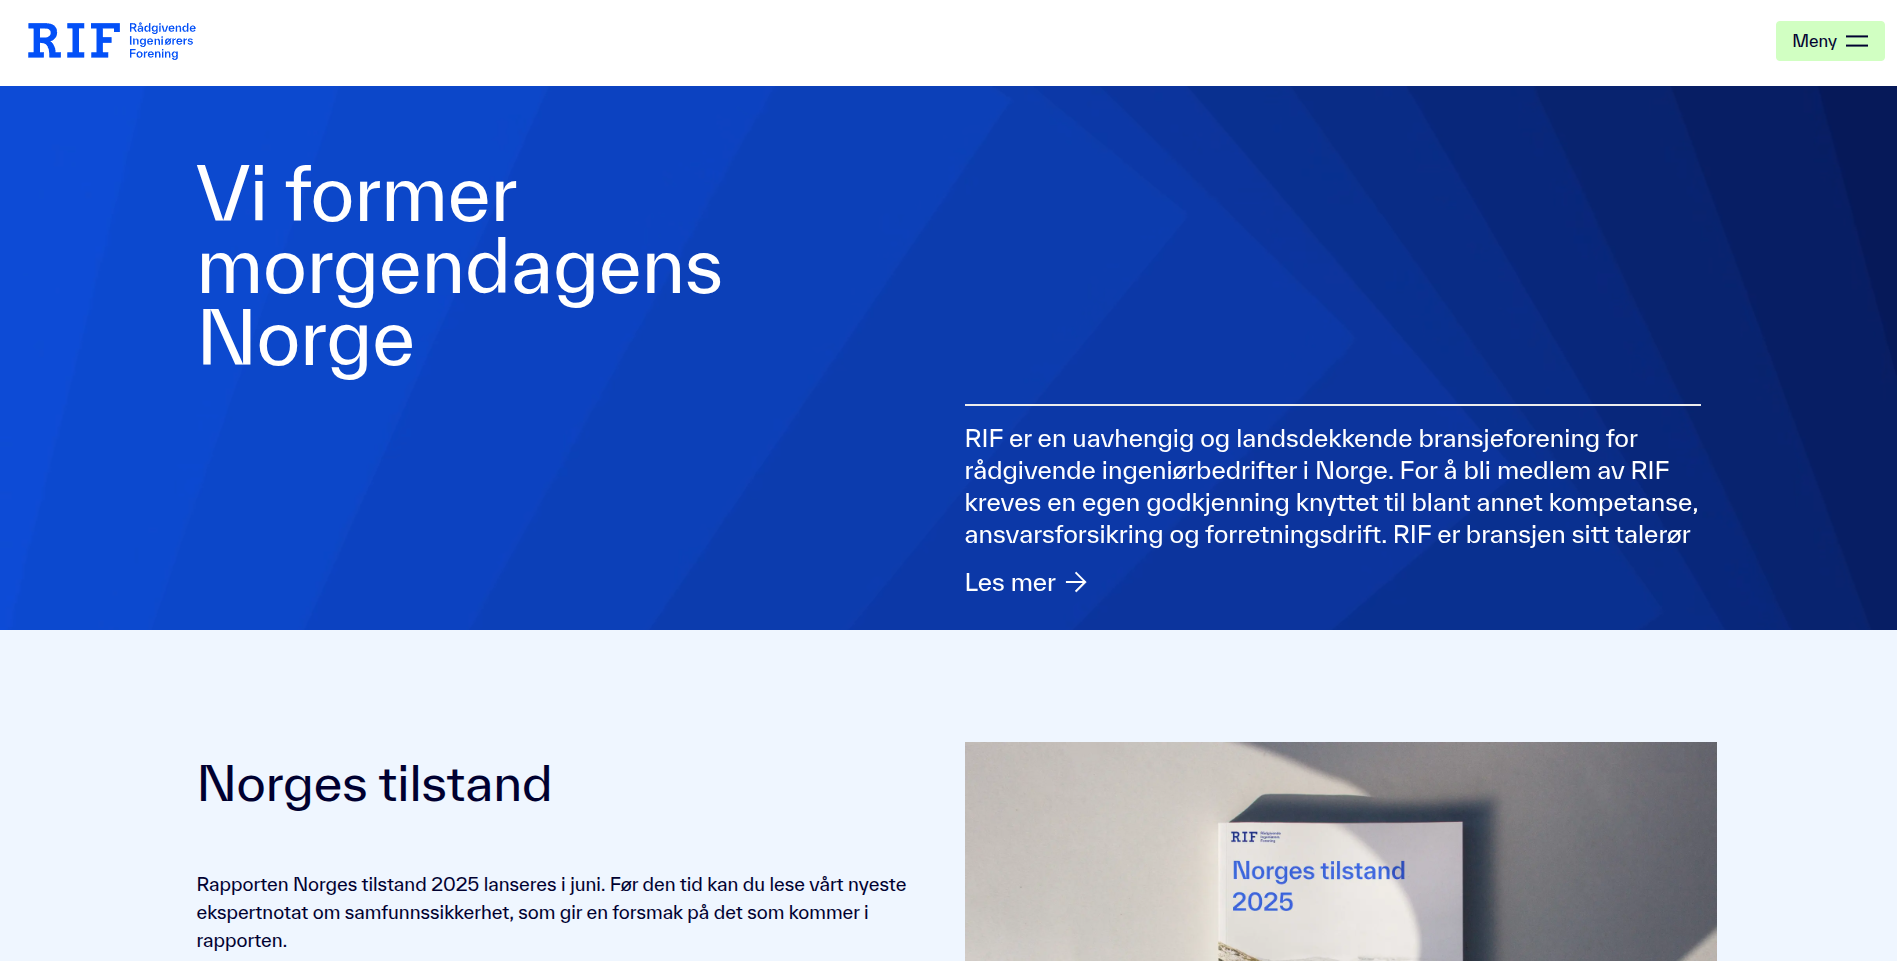 RIF
Rådgivende
Ingeniørers
Forening
Meny
Vi former
morgendagens
Norge
RIF er en uavhengig og landsdekkende bransjeforening for
rådgivende ingeniørbedrifter i Norge. For å bli medlem av RIF
kreves en egen godkjenning knyttet til blant annet kompetanse,
ansvarsforsikring og forretningsdrift. RIF er bransjen sitt talerør
Les mer
Norges tilstand
Rapporten Norges tilstand 2025 lanseres i juni. Før den tid kan du lese vårt nyeste
ekspertnotat om samfunnssikkerhet, som gir en forsmak på det som kommer i
rapporten.
RIF
Rådgivende
Ingeniørers
Forening
Norges tilstand
2025